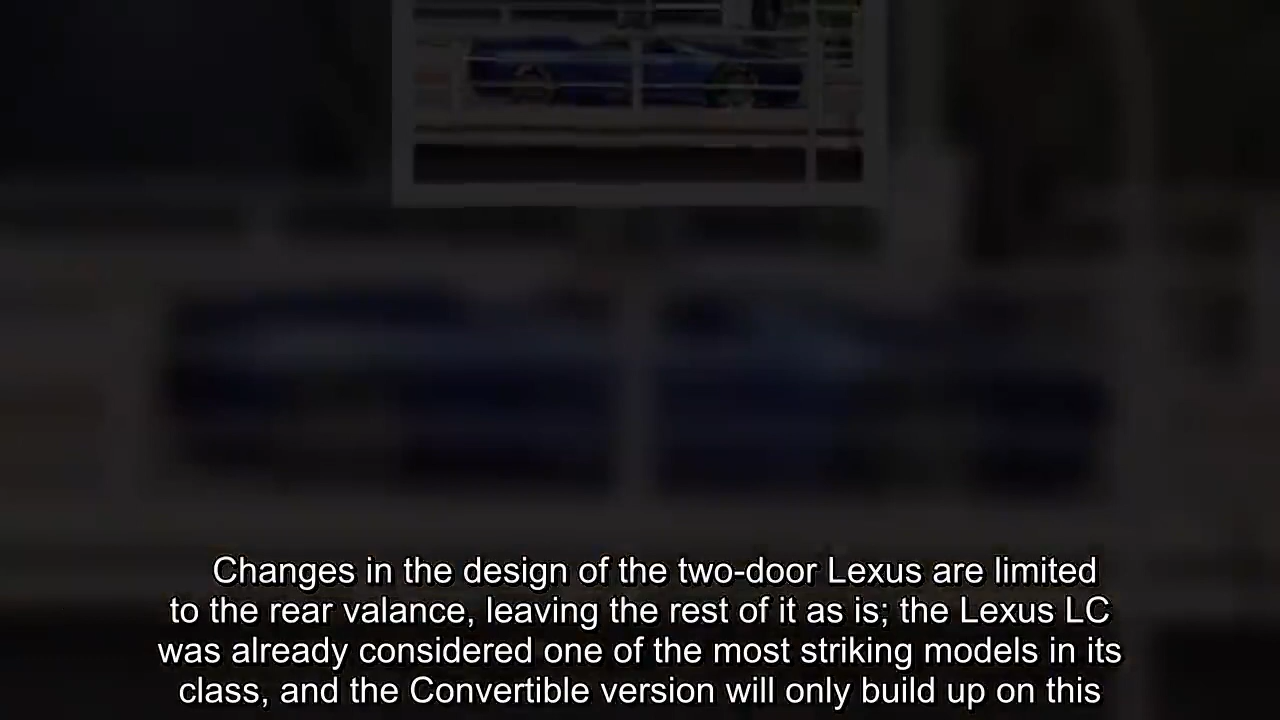 Changes in the design of the two-door Lexus are limited
to the rear valance, leaving the rest of it as is; the Lexus LC
was already considered one of the most striking models in its
class, and the Convertible version will only build up on this